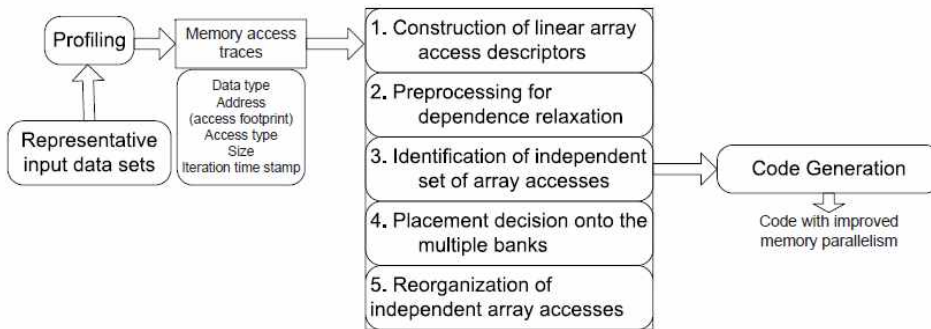 Profiling
Representative
input data sets
Memory access
traces
Data type
Address
(access footprint)
Access type
Size
Iteration time stamp
1. Construction of linear array
access descriptors
2. Preprocessing for
dependence relaxation
3. Identification of independent
set of array accesses
4. Placement decision onto the
multiple banks
5. Reorganization of
independent array accesses
Code Generation
Code with improved
memory parallelism